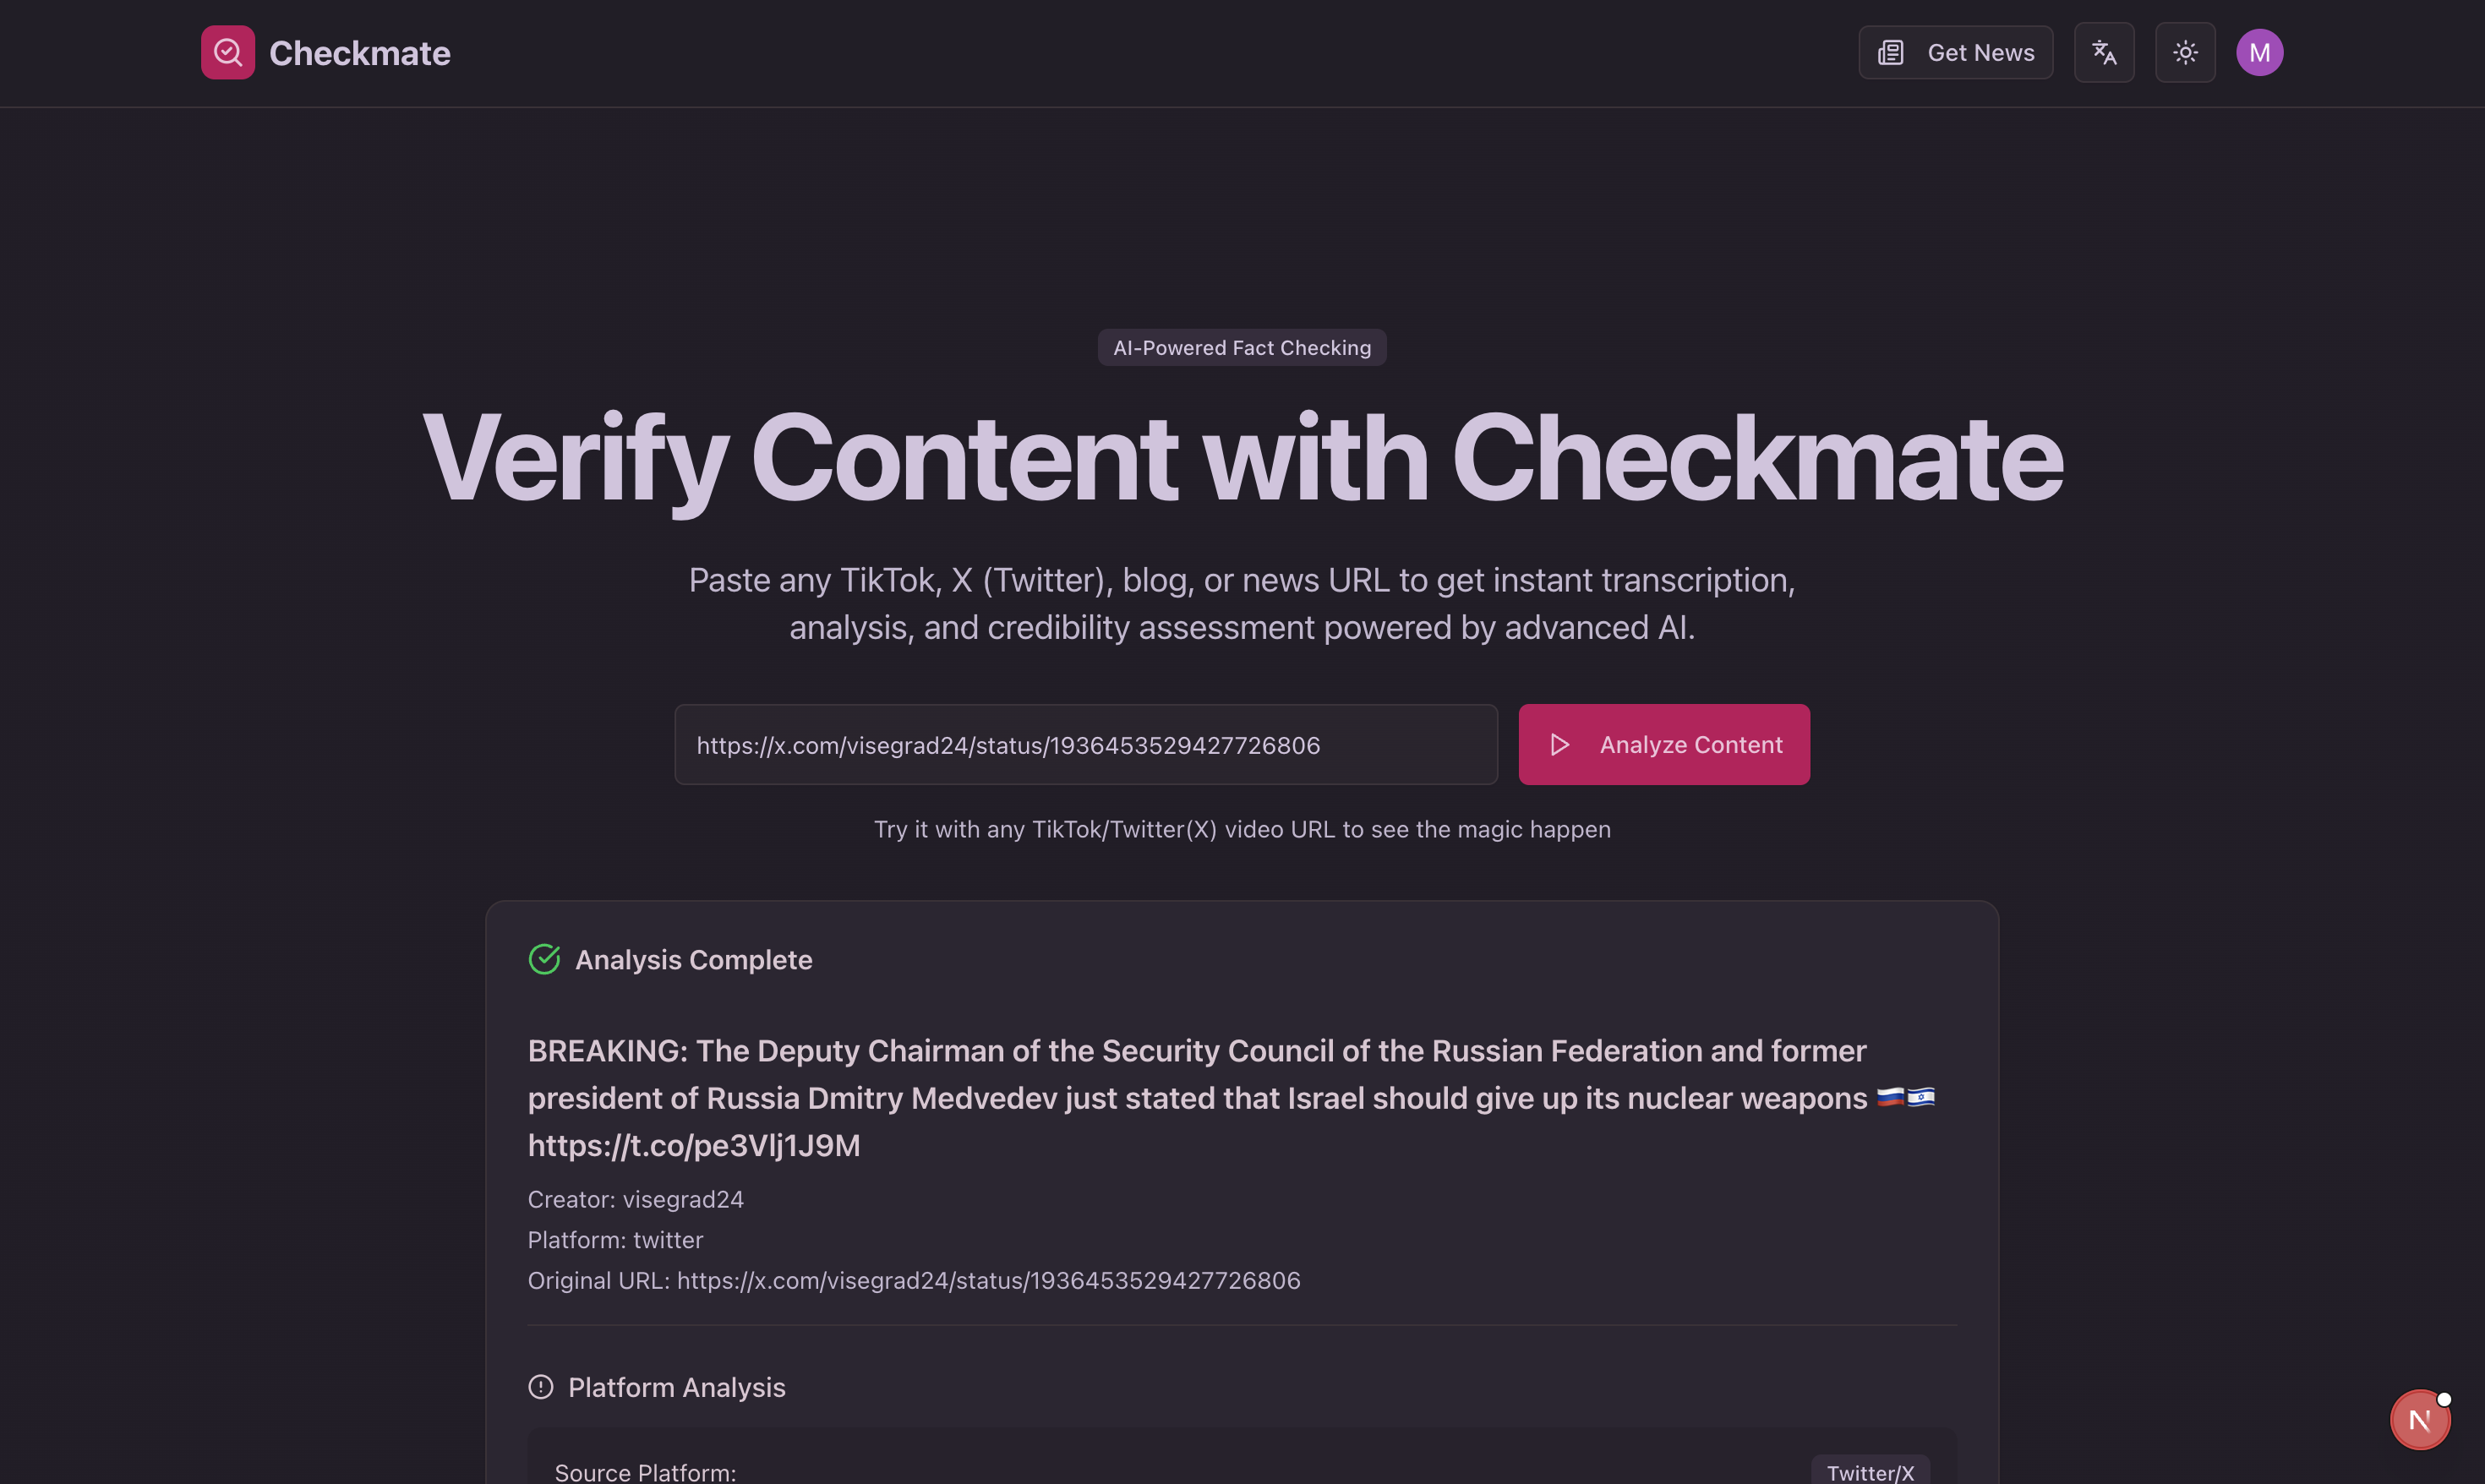 Checkmate
Get News
M
AI-Powered Fact Checking
Verify Content with Checkmate
Paste any TikTok, X (Twitter), blog, or news URL to get instant transcription,
analysis, and credibility assessment powered by advanced AI.
https://x.com/visegrad24/status/1936453529427726806
Analyze Content
Try it with any TikTok/Twitter(X) video URL to see the magic happen
Analysis Complete
BREAKING: The Deputy Chairman of the Security Council of the Russian Federation and former
president of Russia Dmitry Medvedev just stated that Israel should give up its nuclear weapons 🇷🇺🇮🇱
https://t.co/pe3Vlj1J9M
Creator: visegrad24
Platform: twitter
Original URL: https://x.com/visegrad24/status/1936453529427726806
Platform Analysis
Source Platform:
Twitter/X
N